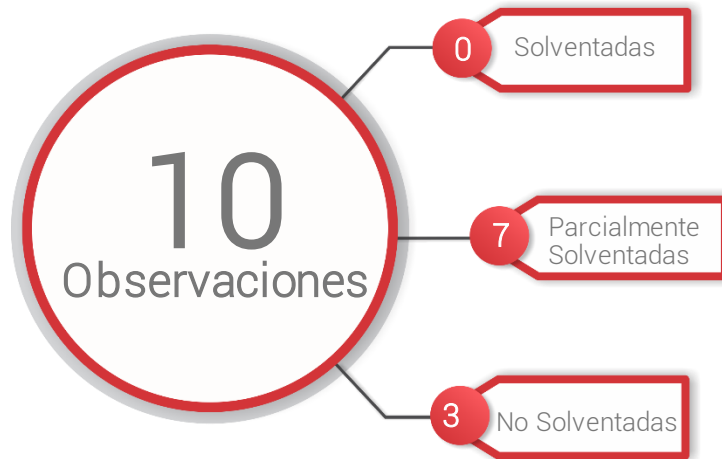 10
Observaciones
0
Solventadas
7
Parcialmente
Solventadas
3
No Solventadas